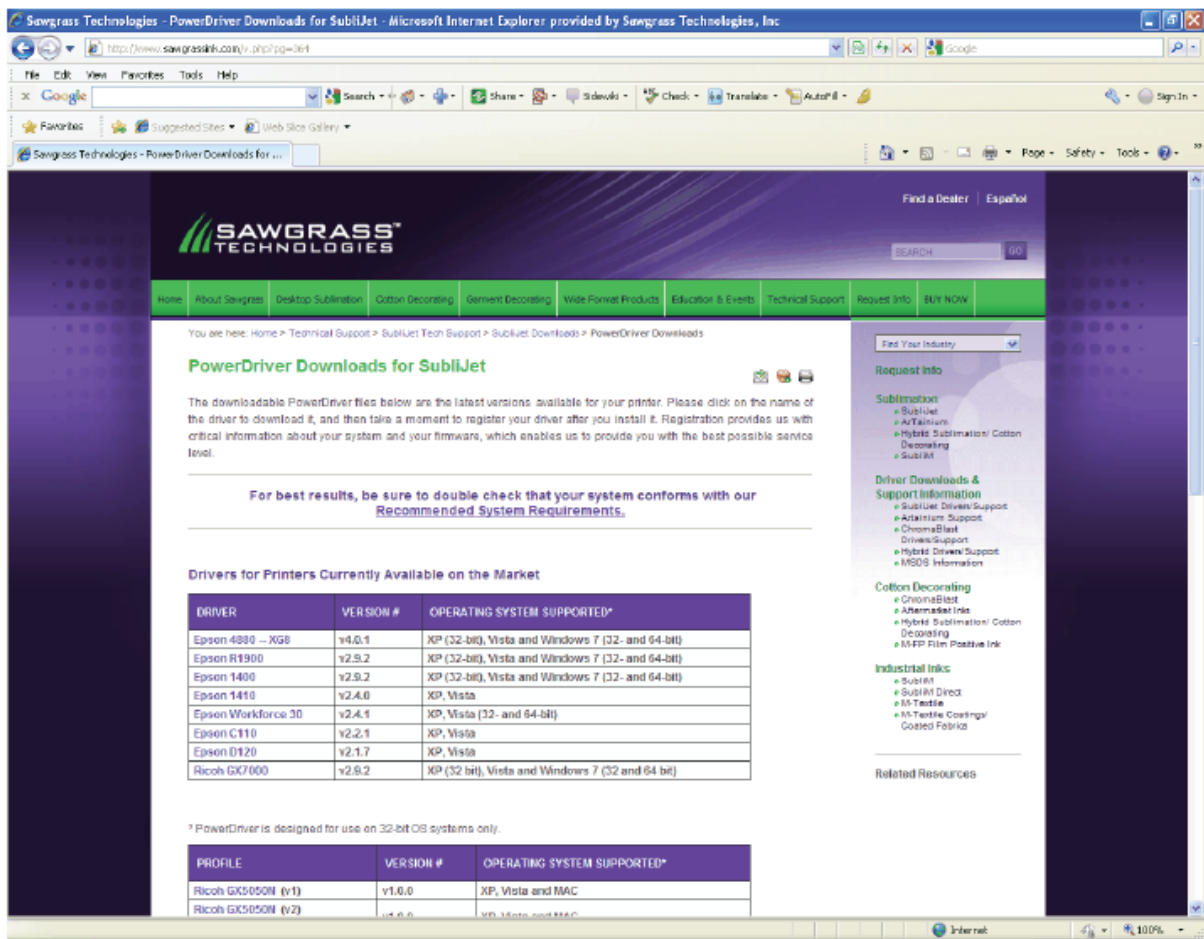 Sawgrass Technologies - PowerDriver Downloads for SubliJet - Microsoft Internet Explorer provided by Sawgrass Technologies, Inc
http://www.sawgrassink.com/v.php?pg=364
Google
File Edit View Favorites Tools Help
x Google Search Share Sidewiki Check Translate AutoFill Sign In
Favorites Suggested Sites Web Slice Gallery
Sawgrass Technologies - PowerDriver Downloads for ... Page Safety Tools
Find a Dealer | Español
SAWGRASS™
TECHNOLOGIES
SEARCH GO
Home About Sawgrass Desktop Sublimation Cotton Decorating Garment Decorating Wide Format Products Education & Events Technical Support Request Info BUY NOW
You are here: Home > Technical Support > SubliJet Tech Support > SubliJet Downloads > PowerDriver Downloads
PowerDriver Downloads for SubliJet
The downloadable PowerDriver files below are the latest versions available for your printer. Please click on the name of
the driver to download it, and then take a moment to register your driver after you install it. Registration provides us with
critical information about your system and your firmware, which enables us to provide you with the best possible service
level.
For best results, be sure to double check that your system conforms with our
Recommended System Requirements.
Drivers for Printers Currently Available on the Market
DRIVER VERSION # OPERATING SYSTEM SUPPORTED*
Epson 4880 -- XG8 v4.0.1 XP (32-bit), Vista and Windows 7 (32- and 64-bit)
Epson R1900 v2.9.2 XP (32-bit), Vista and Windows 7 (32- and 64-bit)
Epson 1400 v2.9.2 XP (32-bit), Vista and Windows 7 (32- and 64-bit)
Epson 1410 v2.4.0 XP, Vista
Epson Workforce 30 v2.4.1 XP, Vista (32- and 64-bit)
Epson C110 v2.2.1 XP, Vista
Epson D120 v2.1.7 XP, Vista
Ricoh GX7000 v2.9.2 XP (32 bit), Vista and Windows 7 (32 and 64 bit)
* PowerDriver is designed for use on 32-bit OS systems only.
PROFILE VERSION # OPERATING SYSTEM SUPPORTED*
Ricoh GX5050N (v1) v1.0.0 XP, Vista and MAC
Ricoh GX5050N (v2) XP, Vista and MAC
Find Your Industry
Request Info
Sublimation
SubliJet
ArTainium
Hybrid Sublimation/ Cotton
Decorating
SubliM
Driver Downloads &
Support Information
SubliJet Drivers/Support
Artainium Support
ChromaBlast
Drivers/Support
Hybrid Drivers/Support
MSDS Information
Cotton Decorating
ChromaBlast
Aftermarket Inks
Hybrid Sublimation/ Cotton
Decorating
M-FP Film Positive Ink
Industrial Inks
SubliM
SubliM Direct
M-Textile
M-Textile Coatings/
Coated Fabrics
Related Resources
Internet 100%